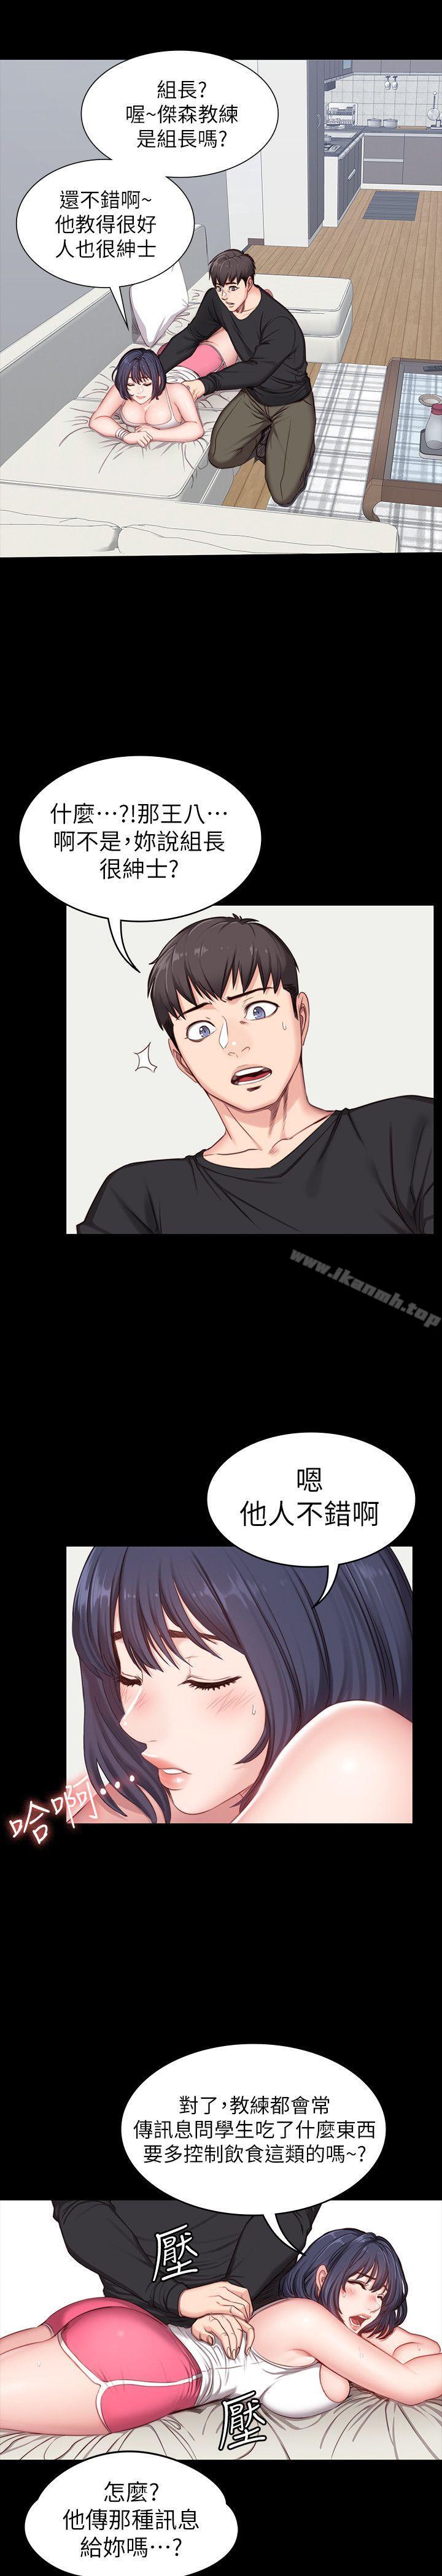 組長?
喔~傑森教練
是組長嗎?
還不錯啊~
他教得很好
人也很紳士
什麼…?!那王八…
啊不是,妳說組長
很紳士?
www.ikanmh.top
嗯
他人不錯啊
哈啊…
對了,教練都會常
傳訊息問學生吃了什麼東西
要多控制飲食這類的嗎~?
壓
壓
怎麼?
他傳那種訊息
給妳嗎…?